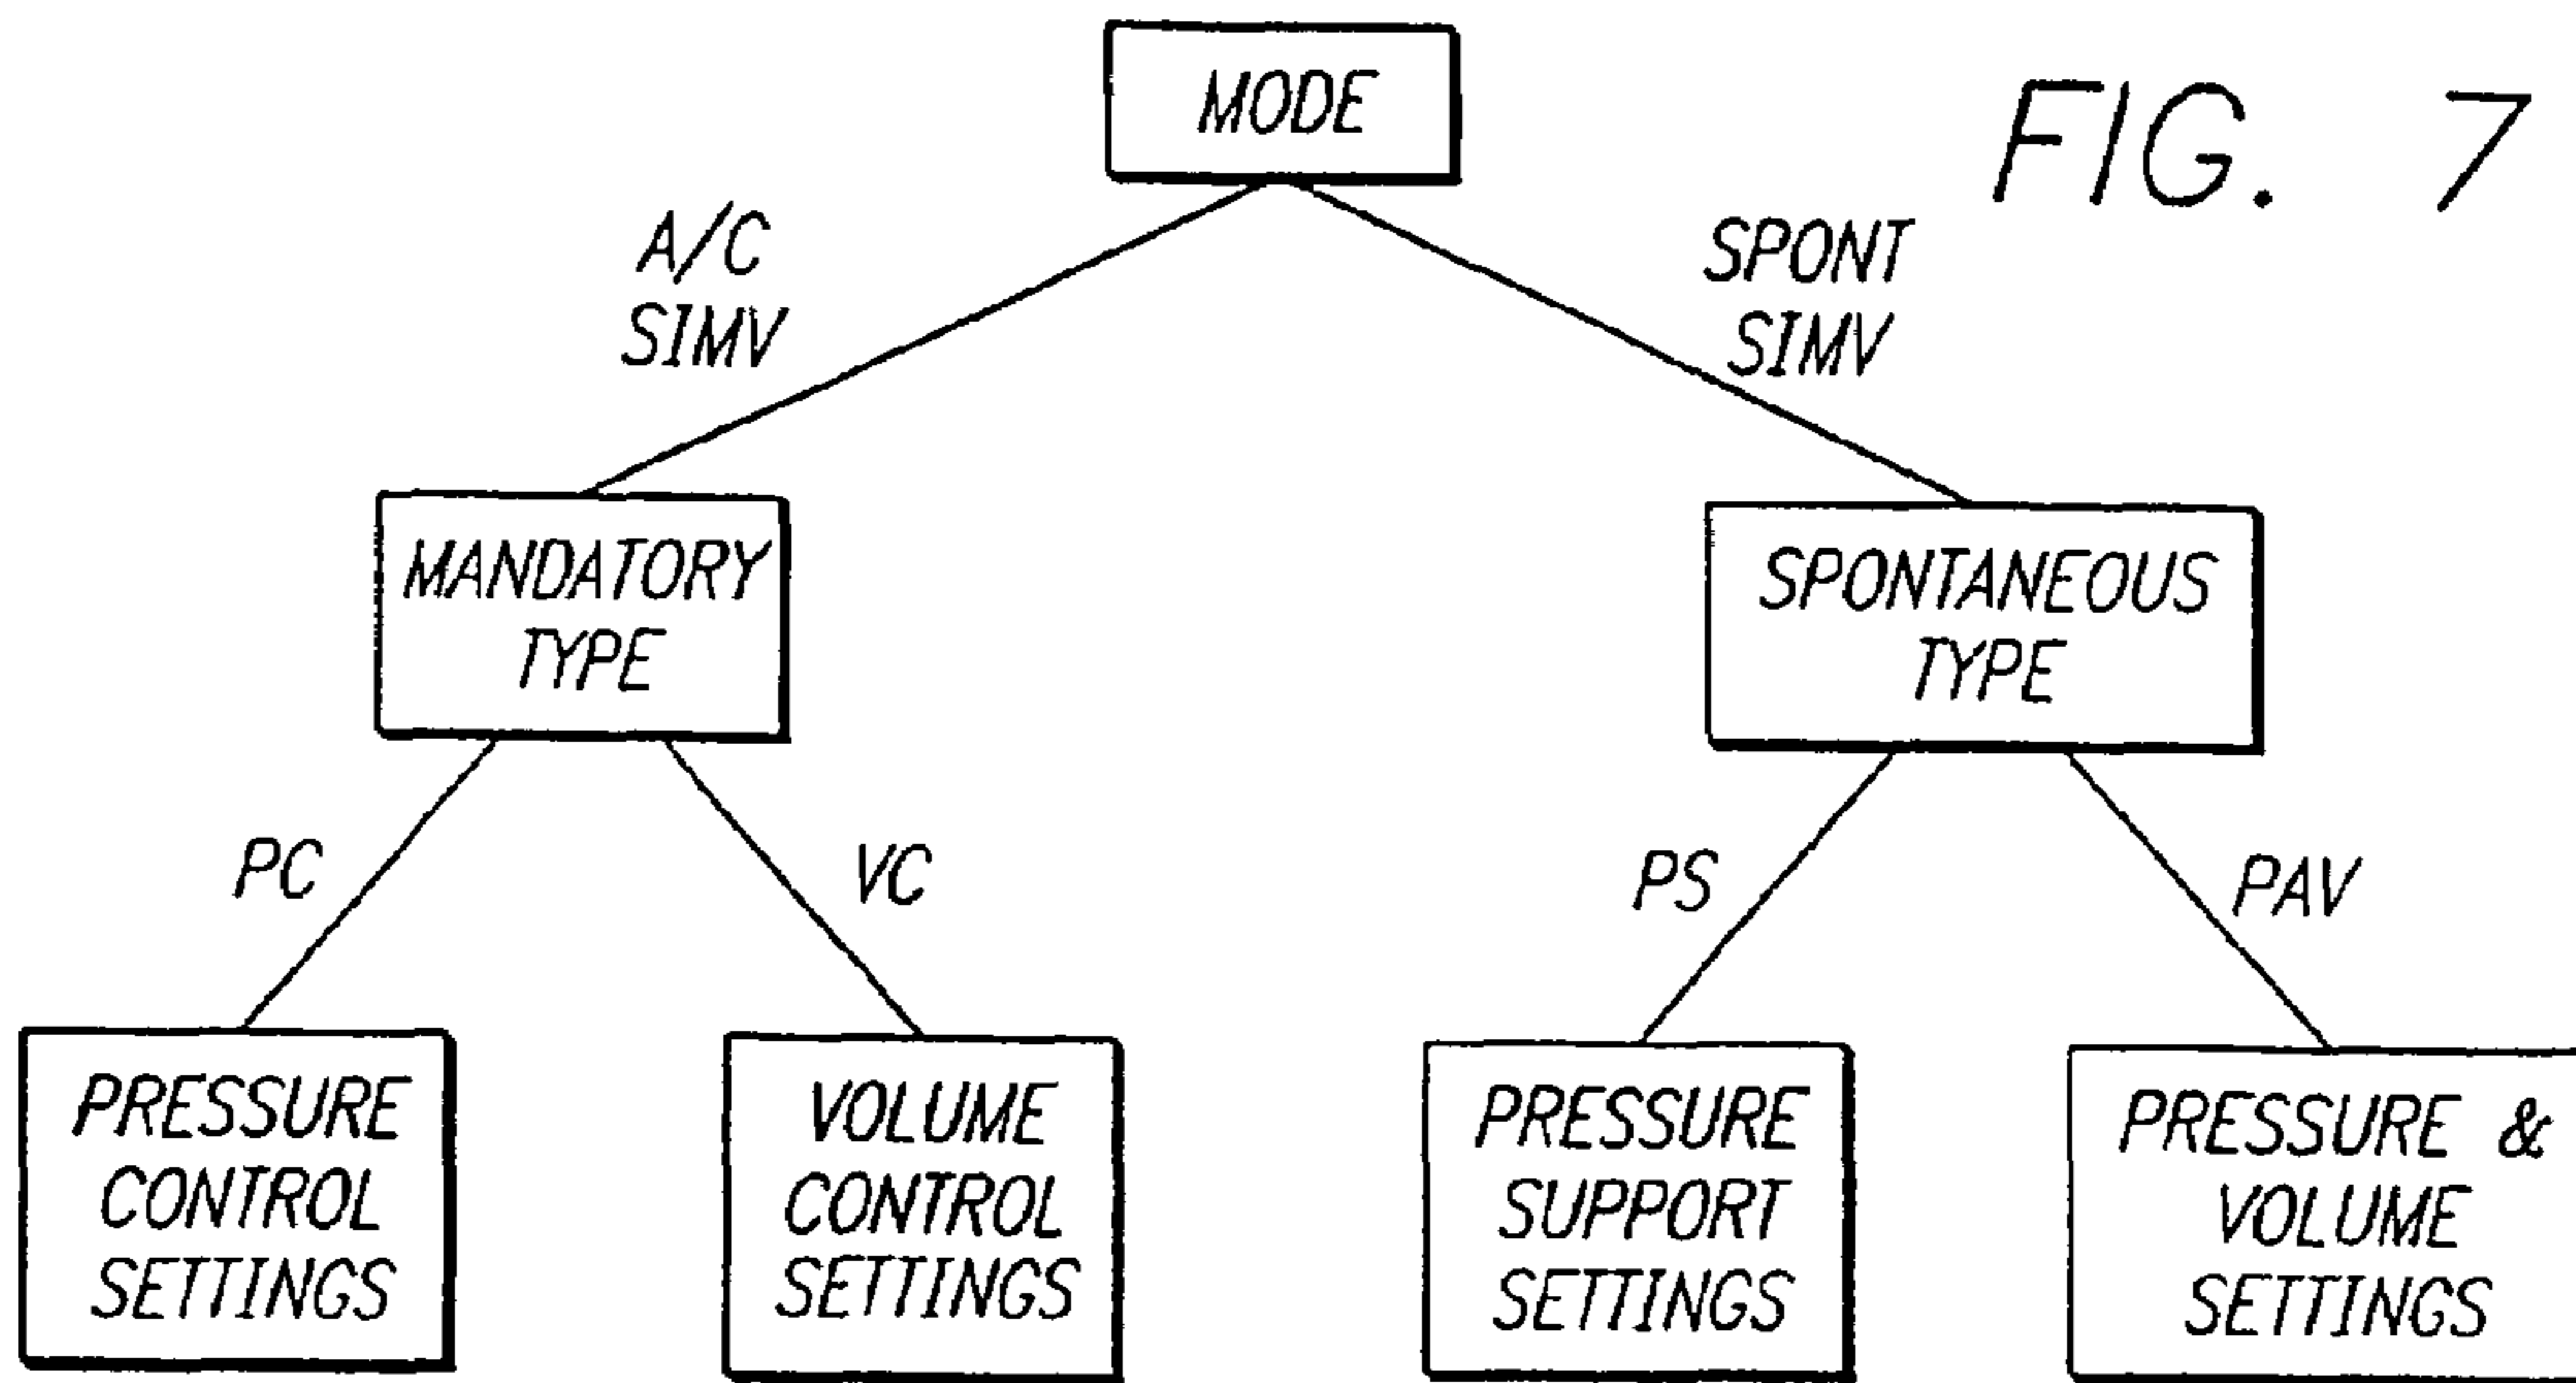 MODE
FIG. 7
A/C
SIMV
SPONT
SIMV
MANDATORY
TYPE
SPONTANEOUS
TYPE
PC
VC
PS
PAV
PRESSURE
CONTROL
SETTINGS
VOLUME
CONTROL
SETTINGS
PRESSURE
SUPPORT
SETTINGS
PRESSURE &
VOLUME
SETTINGS